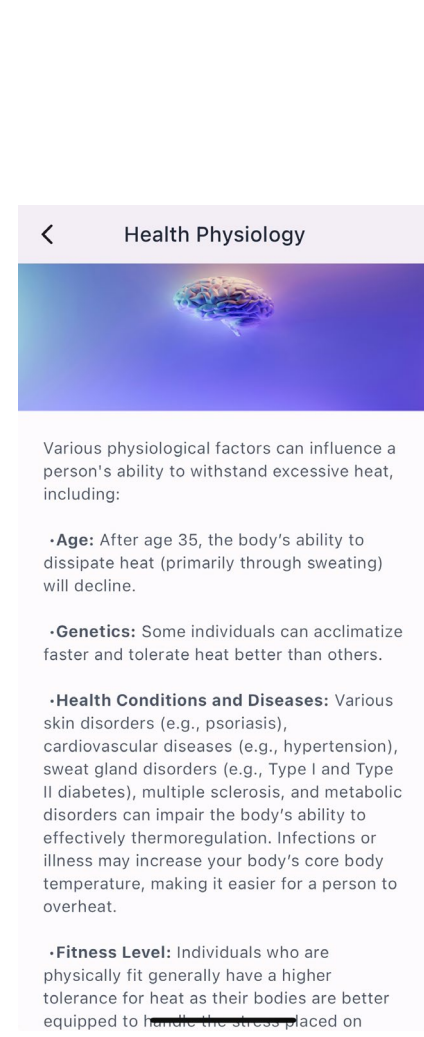 Health Physiology
Various physiological factors can influence a
person's ability to withstand excessive heat,
including:
•Age: After age 35, the body’s ability to
dissipate heat (primarily through sweating)
will decline.
•Genetics: Some individuals can acclimatize
faster and tolerate heat better than others.
•Health Conditions and Diseases: Various
skin disorders (e.g., psoriasis),
cardiovascular diseases (e.g., hypertension),
sweat gland disorders (e.g., Type I and Type
II diabetes), multiple sclerosis, and metabolic
disorders can impair the body’s ability to
effectively thermoregulation. Infections or
illness may increase your body’s core body
temperature, making it easier for a person to
overheat.
•Fitness Level: Individuals who are
physically fit generally have a higher
tolerance for heat as their bodies are better
equipped to handle the stress placed on